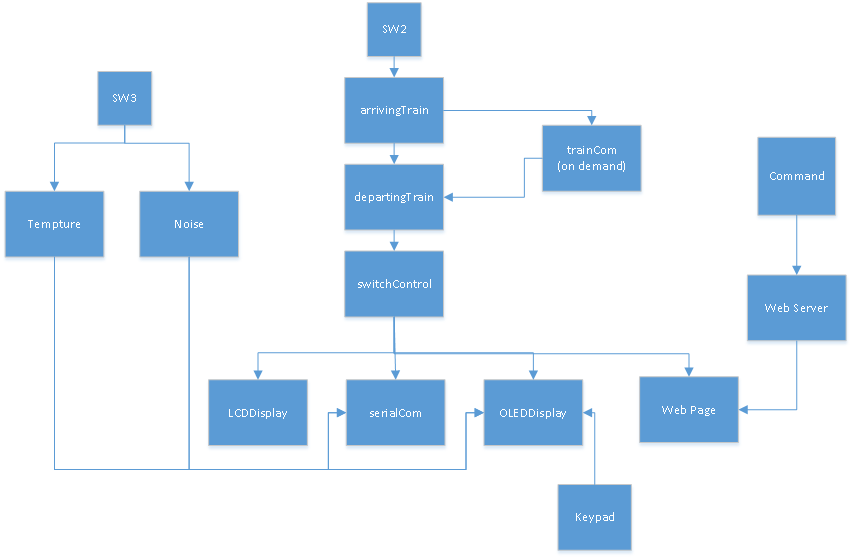 SW2
SW3
arrivingTrain
trainCom
(on demand)
Command
departingTrain
Tempture
Noise
switchControl
Web Server
LCDDisplay
serialCom
OLEDDisplay
Web Page
Keypad